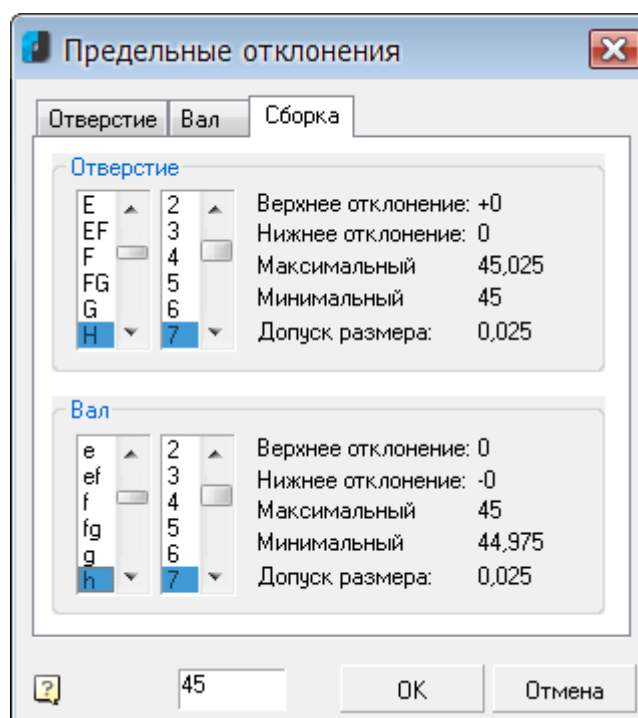 Предельные отклонения
Отверстие Вал Сборка
Отверстие
E 2 Верхнее отклонение: +0
EF 3 Нижнее отклонение: 0
F 4 Максимальный 45,025
FG 5 Минимальный 45
G 6
H 7 Допуск размера: 0,025
Вал
e 2 Верхнее отклонение: 0
ef 3 Нижнее отклонение: -0
f 4 Максимальный 45
fg 5 Минимальный 44,975
g 6
h 7 Допуск размера: 0,025
45 OK Отмена